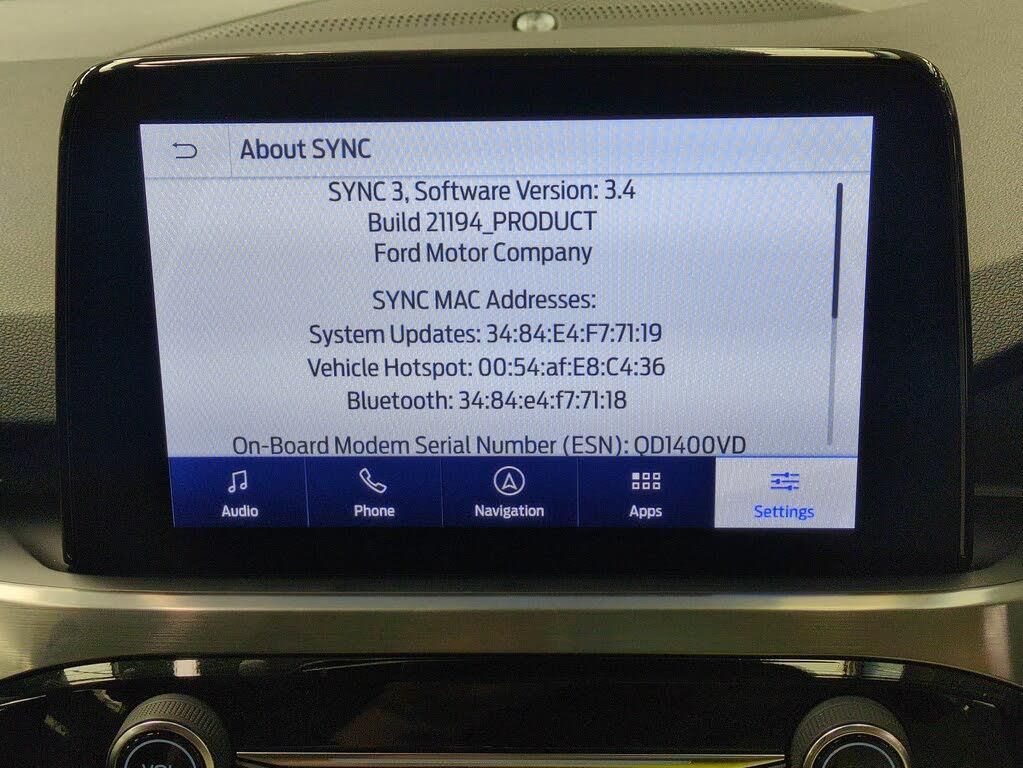 About SYNC
SYNC 3, Software Version: 3.4
Build 21194_PRODUCT
Ford Motor Company
SYNC MAC Addresses:
System Updates: 34:84:E4:F7:71:19
Vehicle Hotspot: 00:54:af:E8:C4:36
Bluetooth: 34:84:e4:f7:71:18
On-Board Modem Serial Number (ESN): QD1400VD
Audio
Phone
Navigation
Apps
Settings
VOL